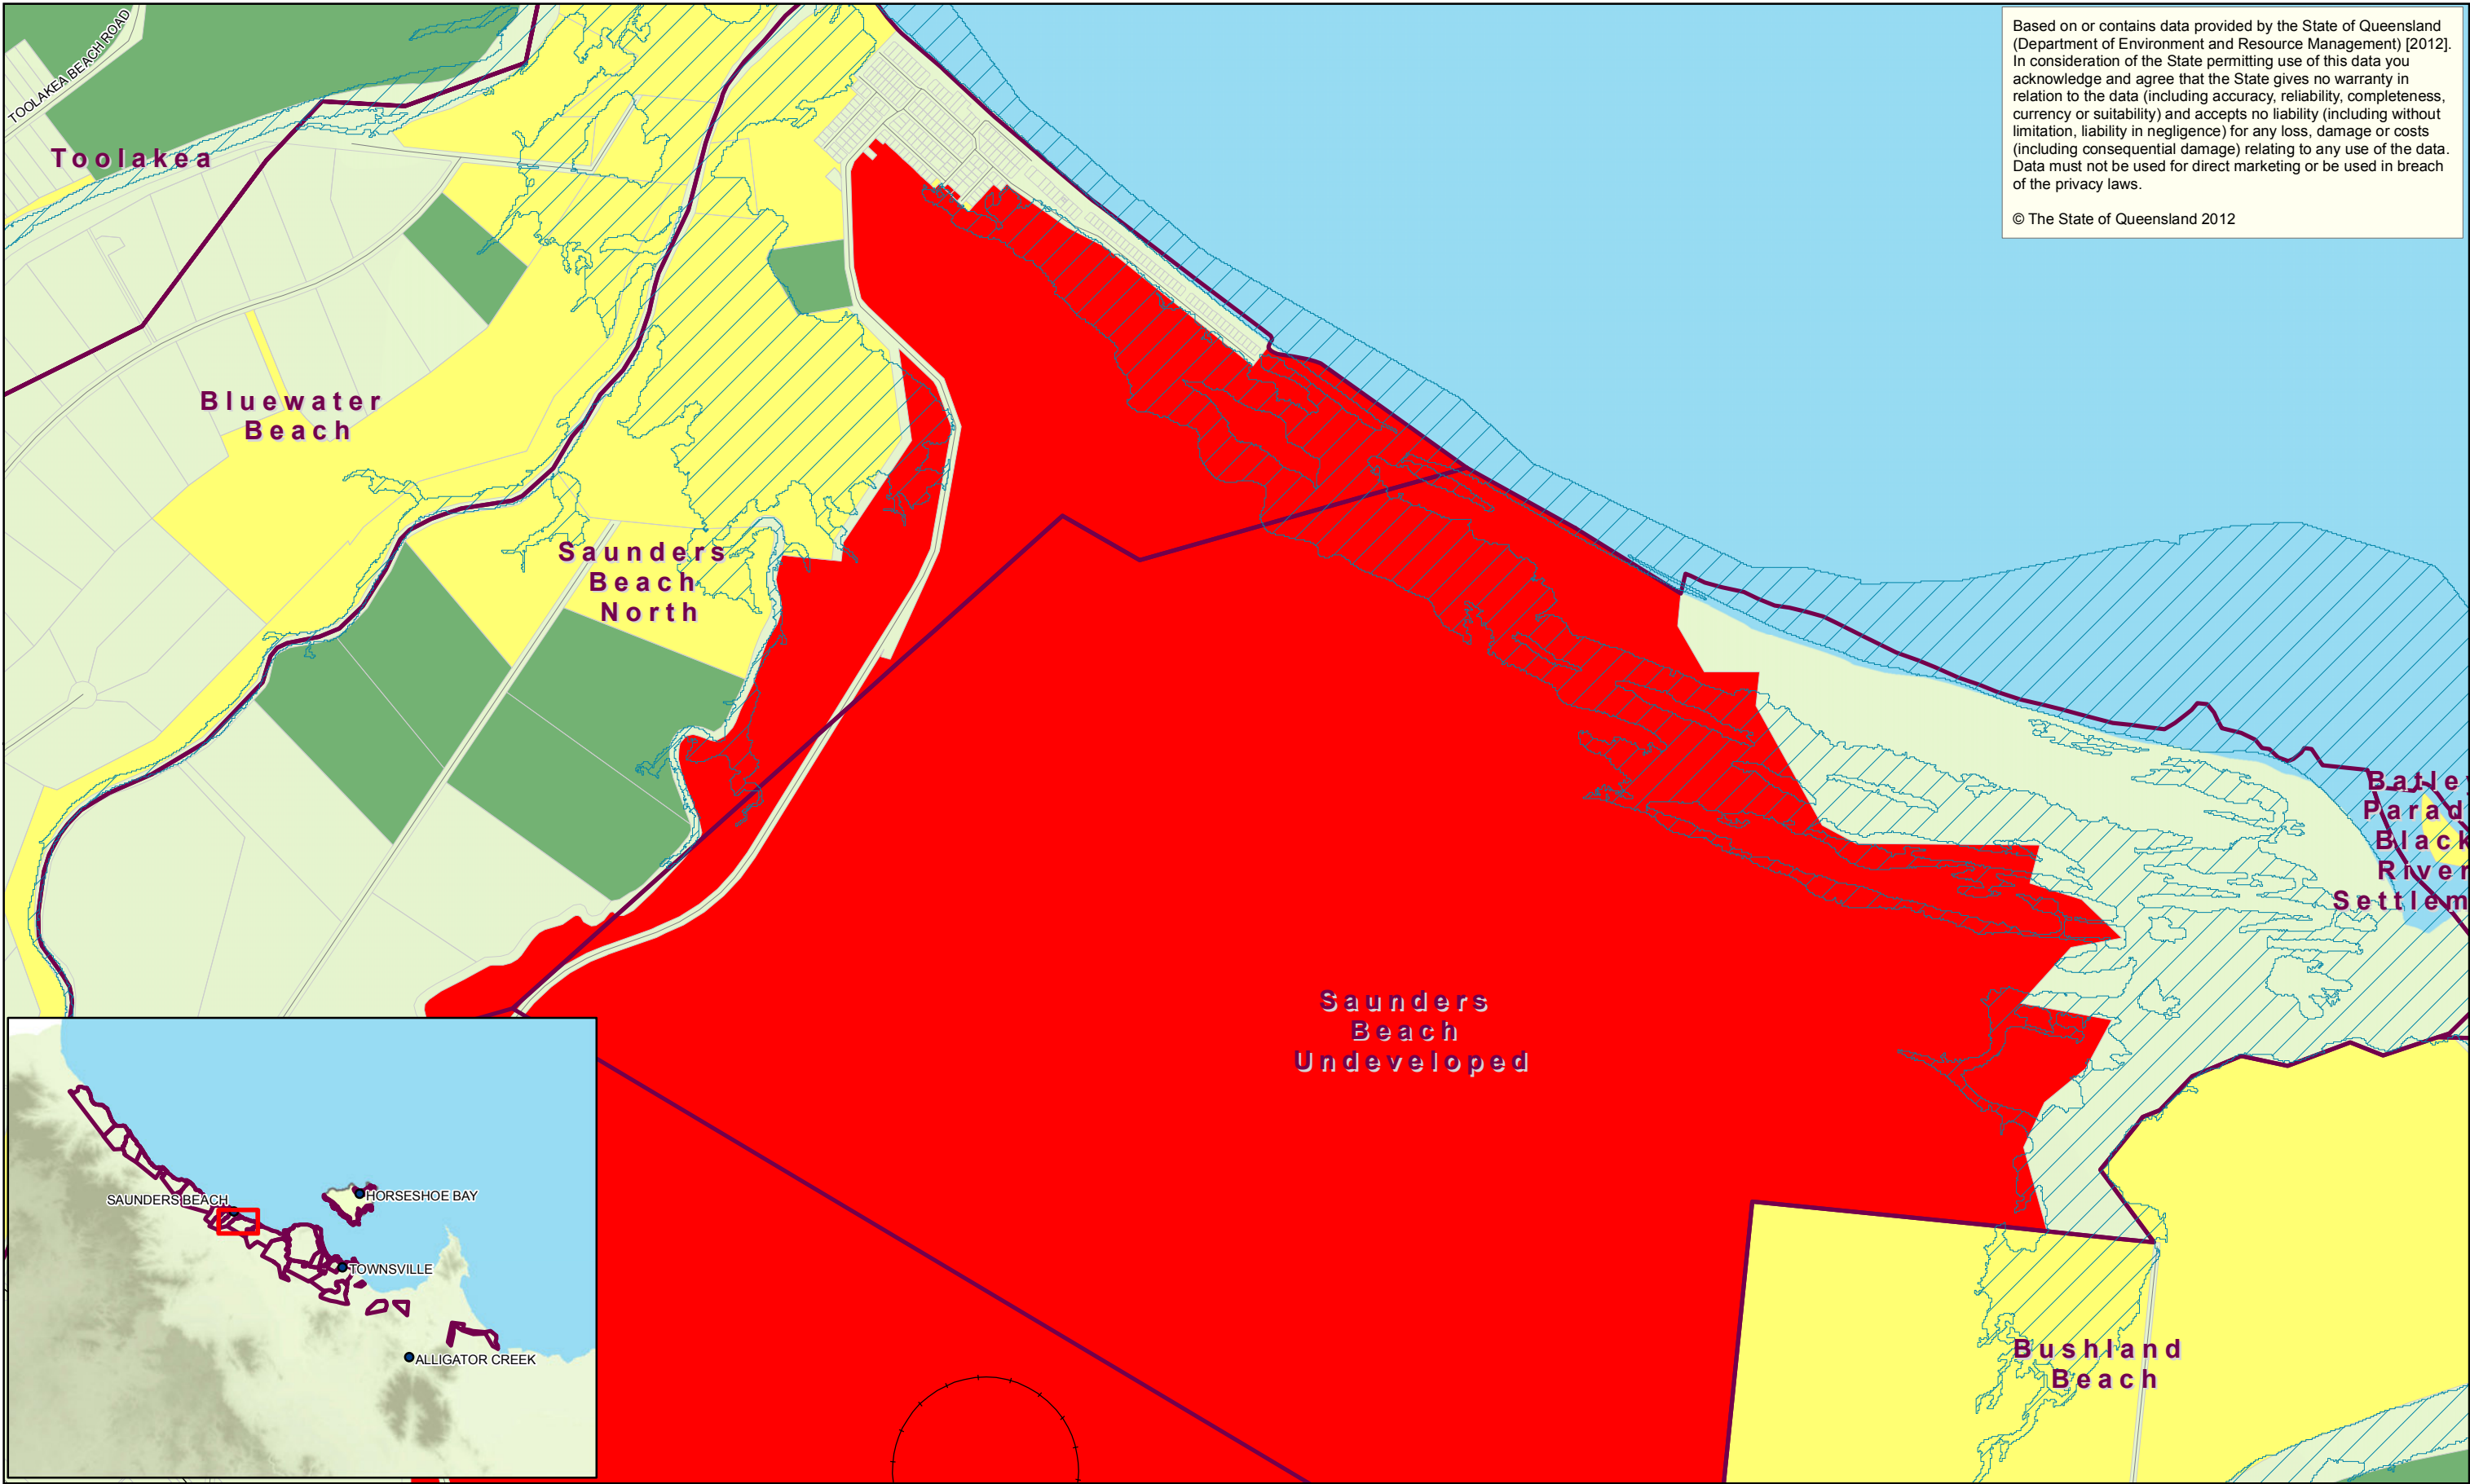 TOOLAKEA BEACH ROAD
Based on or contains data provided by the State of Queensland
(Department of Environment and Resource Management) [2012].
In consideration of the State permitting use of this data you
acknowledge and agree that the State gives no warranty in
relation to the data (including accuracy, reliability, completeness,
currency or suitability) and accepts no liability (including without
limitation, liability in negligence) for any loss, damage or costs
(including consequential damage) relating to any use of the data.
Data must not be used for direct marketing or be used in breach
of the privacy laws.
© The State of Queensland 2012
Toolakea
Bluewater
Beach
Saunders
Beach
North
Batley
Parad
Black
River
Settlem
Saunders
Beach
Undeveloped
Bushland
Beach
SAUNDERS BEACH
HORSESHOE BAY
TOWNSVILLE
ALLIGATOR CREEK